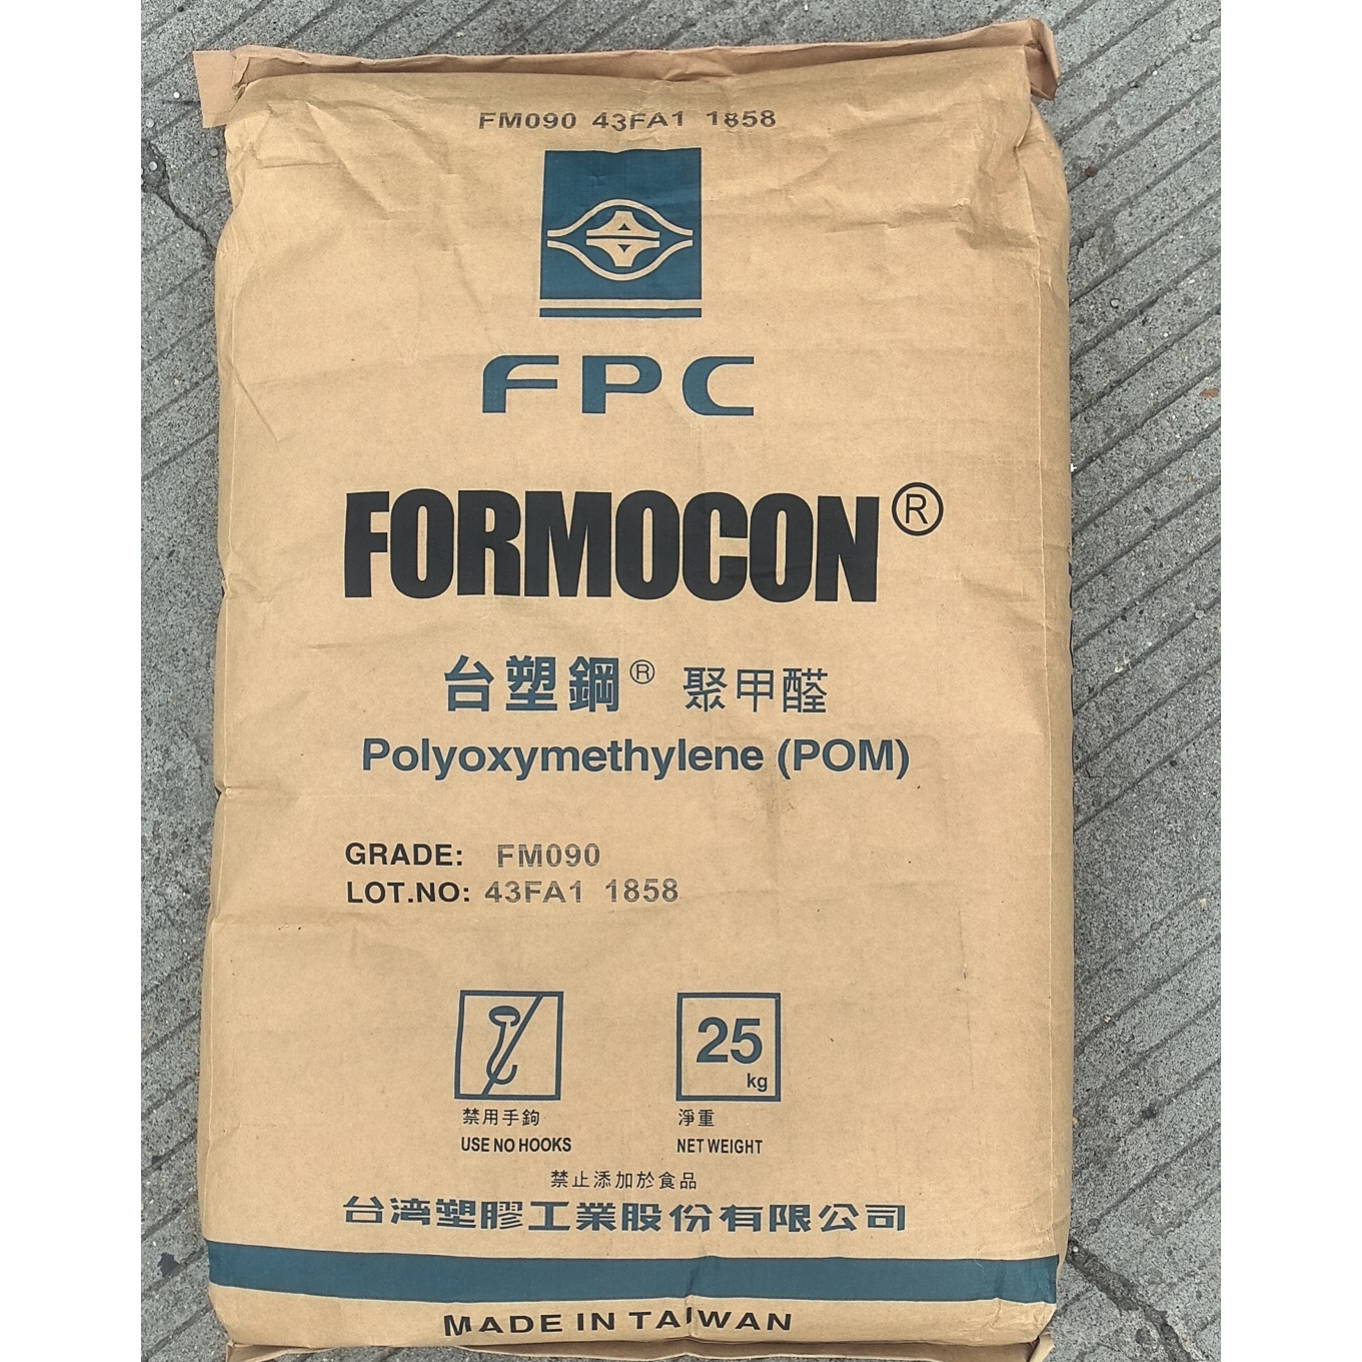 FM090 43FA1 1858
FPC
FORMOCON®
台塑鋼® 聚甲醛
Polyoxymethylene (POM)
GRADE: FM090
LOT.NO: 43FA1 1858
25
kg
禁用手鉤 淨重
USE NO HOOKS NET WEIGHT
禁止添加於食品
台湾塑膠工業股份有限公司
MADE IN TAIWAN